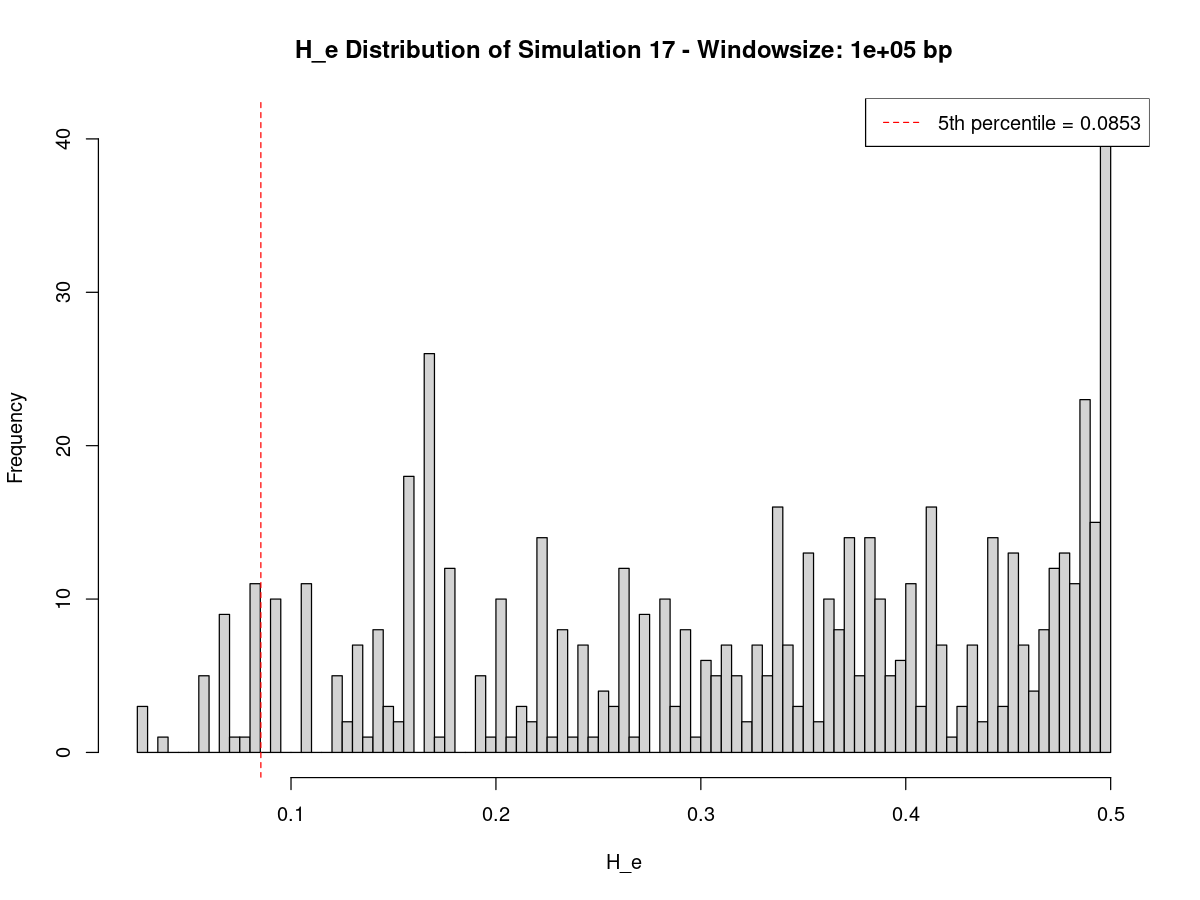 H_e Distribution of Simulation 17 - Windowsize: 1e+05 bp
5th percentile = 0.0853
Frequency
40
30
20
10
0
0.1 0.2 0.3 0.4 0.5
H_e